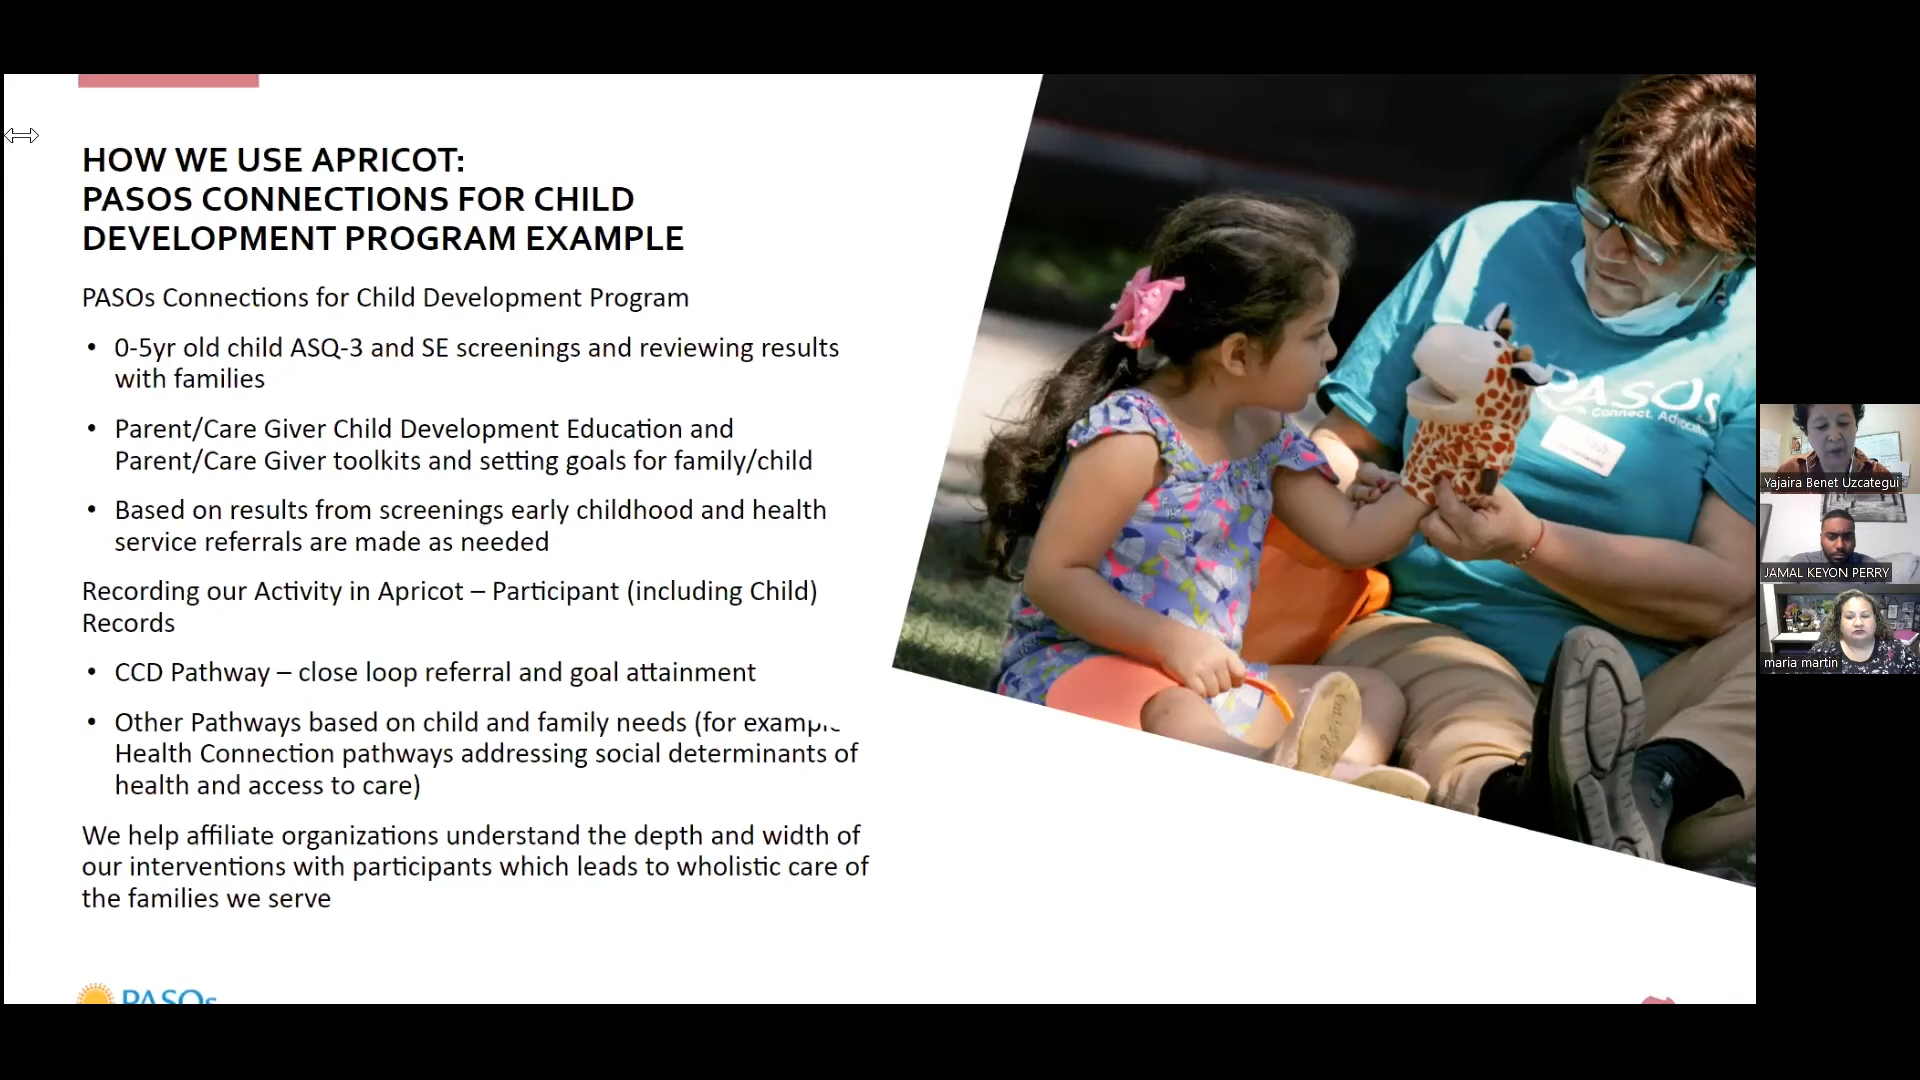 HOW WE USE APRICOT:
PASOS CONNECTIONS FOR CHILD
DEVELOPMENT PROGRAM EXAMPLE
PASOs Connections for Child Development Program
• 0-5yr old child ASQ-3 and SE screenings and reviewing results
with families
• Parent/Care Giver Child Development Education and
Parent/Care Giver toolkits and setting goals for family/child
• Based on results from screenings early childhood and health
service referrals are made as needed
Recording our Activity in Apricot – Participant (including Child)
Records
• CCD Pathway – close loop referral and goal attainment
• Other Pathways based on child and family needs (for example
Health Connection pathways addressing social determinants of
health and access to care)
We help affiliate organizations understand the depth and width of
our interventions with participants which leads to wholistic care of
the families we serve
PASOs
PASOs
Connect. Advocate
Yajaira Benet Uzcategui
JAMAL KEYON PERRY
maria martin